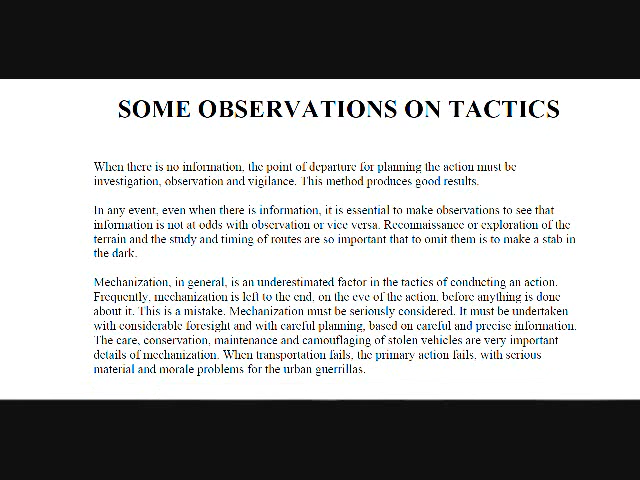 SOME OBSERVATIONS ON TACTICS
When there is no information, the point of departure for planning the action must be
investigation, observation and vigilance. This method produces good results.
In any event, even when there is information, it is essential to make observations to see that
information is not at odds with observation or vice versa. Reconnaissance or exploration of the
terrain and the study and timing of routes are so important that to omit them is to make a stab in
the dark.
Mechanization, in general, is an underestimated factor in the tactics of conducting an action.
Frequently, mechanization is left to the end, on the eve of the action, before anything is done
about it. This is a mistake. Mechanization must be seriously considered. It must be undertaken
with considerable foresight and with careful planning, based on careful and precise information.
The care, conservation, maintenance and camouflaging of stolen vehicles are very important
details of mechanization. When transportation fails, the primary action fails, with serious
material and morale problems for the urban guerrillas.